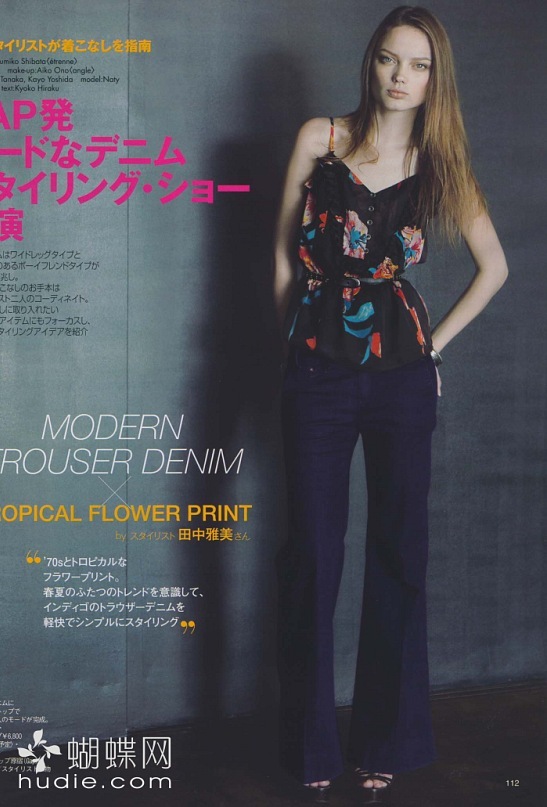 タイリストが着こなしを指南
umiko Shibata〈étrenne〉
make-up:Aiko Ono〈angle〉
Tanaka, Kayo Yoshida model:Naty
text:Kyoko Hiraku
AP発
ードなデニム
タイリング・ショー
演
ムはワイドレッグタイプと
のあるボーイフレンドタイプが
兆し。
こなしのお手本は
スト二人のコーディネイト。
しに取り入れたい
アイテムにもフォーカスし、
タイリングアイデアを紹介
MODERN
TROUSER DENIM
×
OPICAL FLOWER PRINT
by スタイリスト 田中雅美さん
“ '70sとトロピカルな
フラワープリント。
春夏のふたつのトレンドを意識して、
インディゴのトラウザーデニムを
軽快でシンプルにスタイリング ”
ニムに
トップで
人のモードが完成。
¥6,800
予定)
蝴蝶网
hudie.com
112